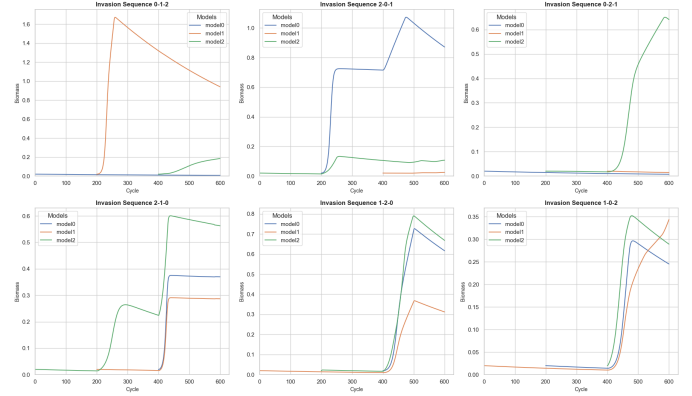 Invasion Sequence 0-1-2
Models
model0
model1
model2
Biomass
1.6
1.4
1.2
1.0
0.8
0.6
0.4
0.2
0.0
0 100 200 300 400 500 600
Cycle
Invasion Sequence 2-0-1
Models
model0
model1
model2
Biomass
1.0
0.8
0.6
0.4
0.2
0.0
0 100 200 300 400 500 600
Cycle
Invasion Sequence 0-2-1
Models
model0
model1
model2
Biomass
0.6
0.5
0.4
0.3
0.2
0.1
0.0
0 100 200 300 400 500 600
Cycle
Invasion Sequence 2-1-0
Models
model0
model1
model2
Biomass
0.6
0.5
0.4
0.3
0.2
0.1
0.0
0 100 200 300 400 500 600
Cycle
Invasion Sequence 1-2-0
Models
model0
model1
model2
Biomass
0.8
0.7
0.6
0.5
0.4
0.3
0.2
0.1
0.0
0 100 200 300 400 500 600
Cycle
Invasion Sequence 1-0-2
Models
model0
model1
model2
Biomass
0.35
0.30
0.25
0.20
0.15
0.10
0.05
0.00
0 100 200 300 400 500 600
Cycle